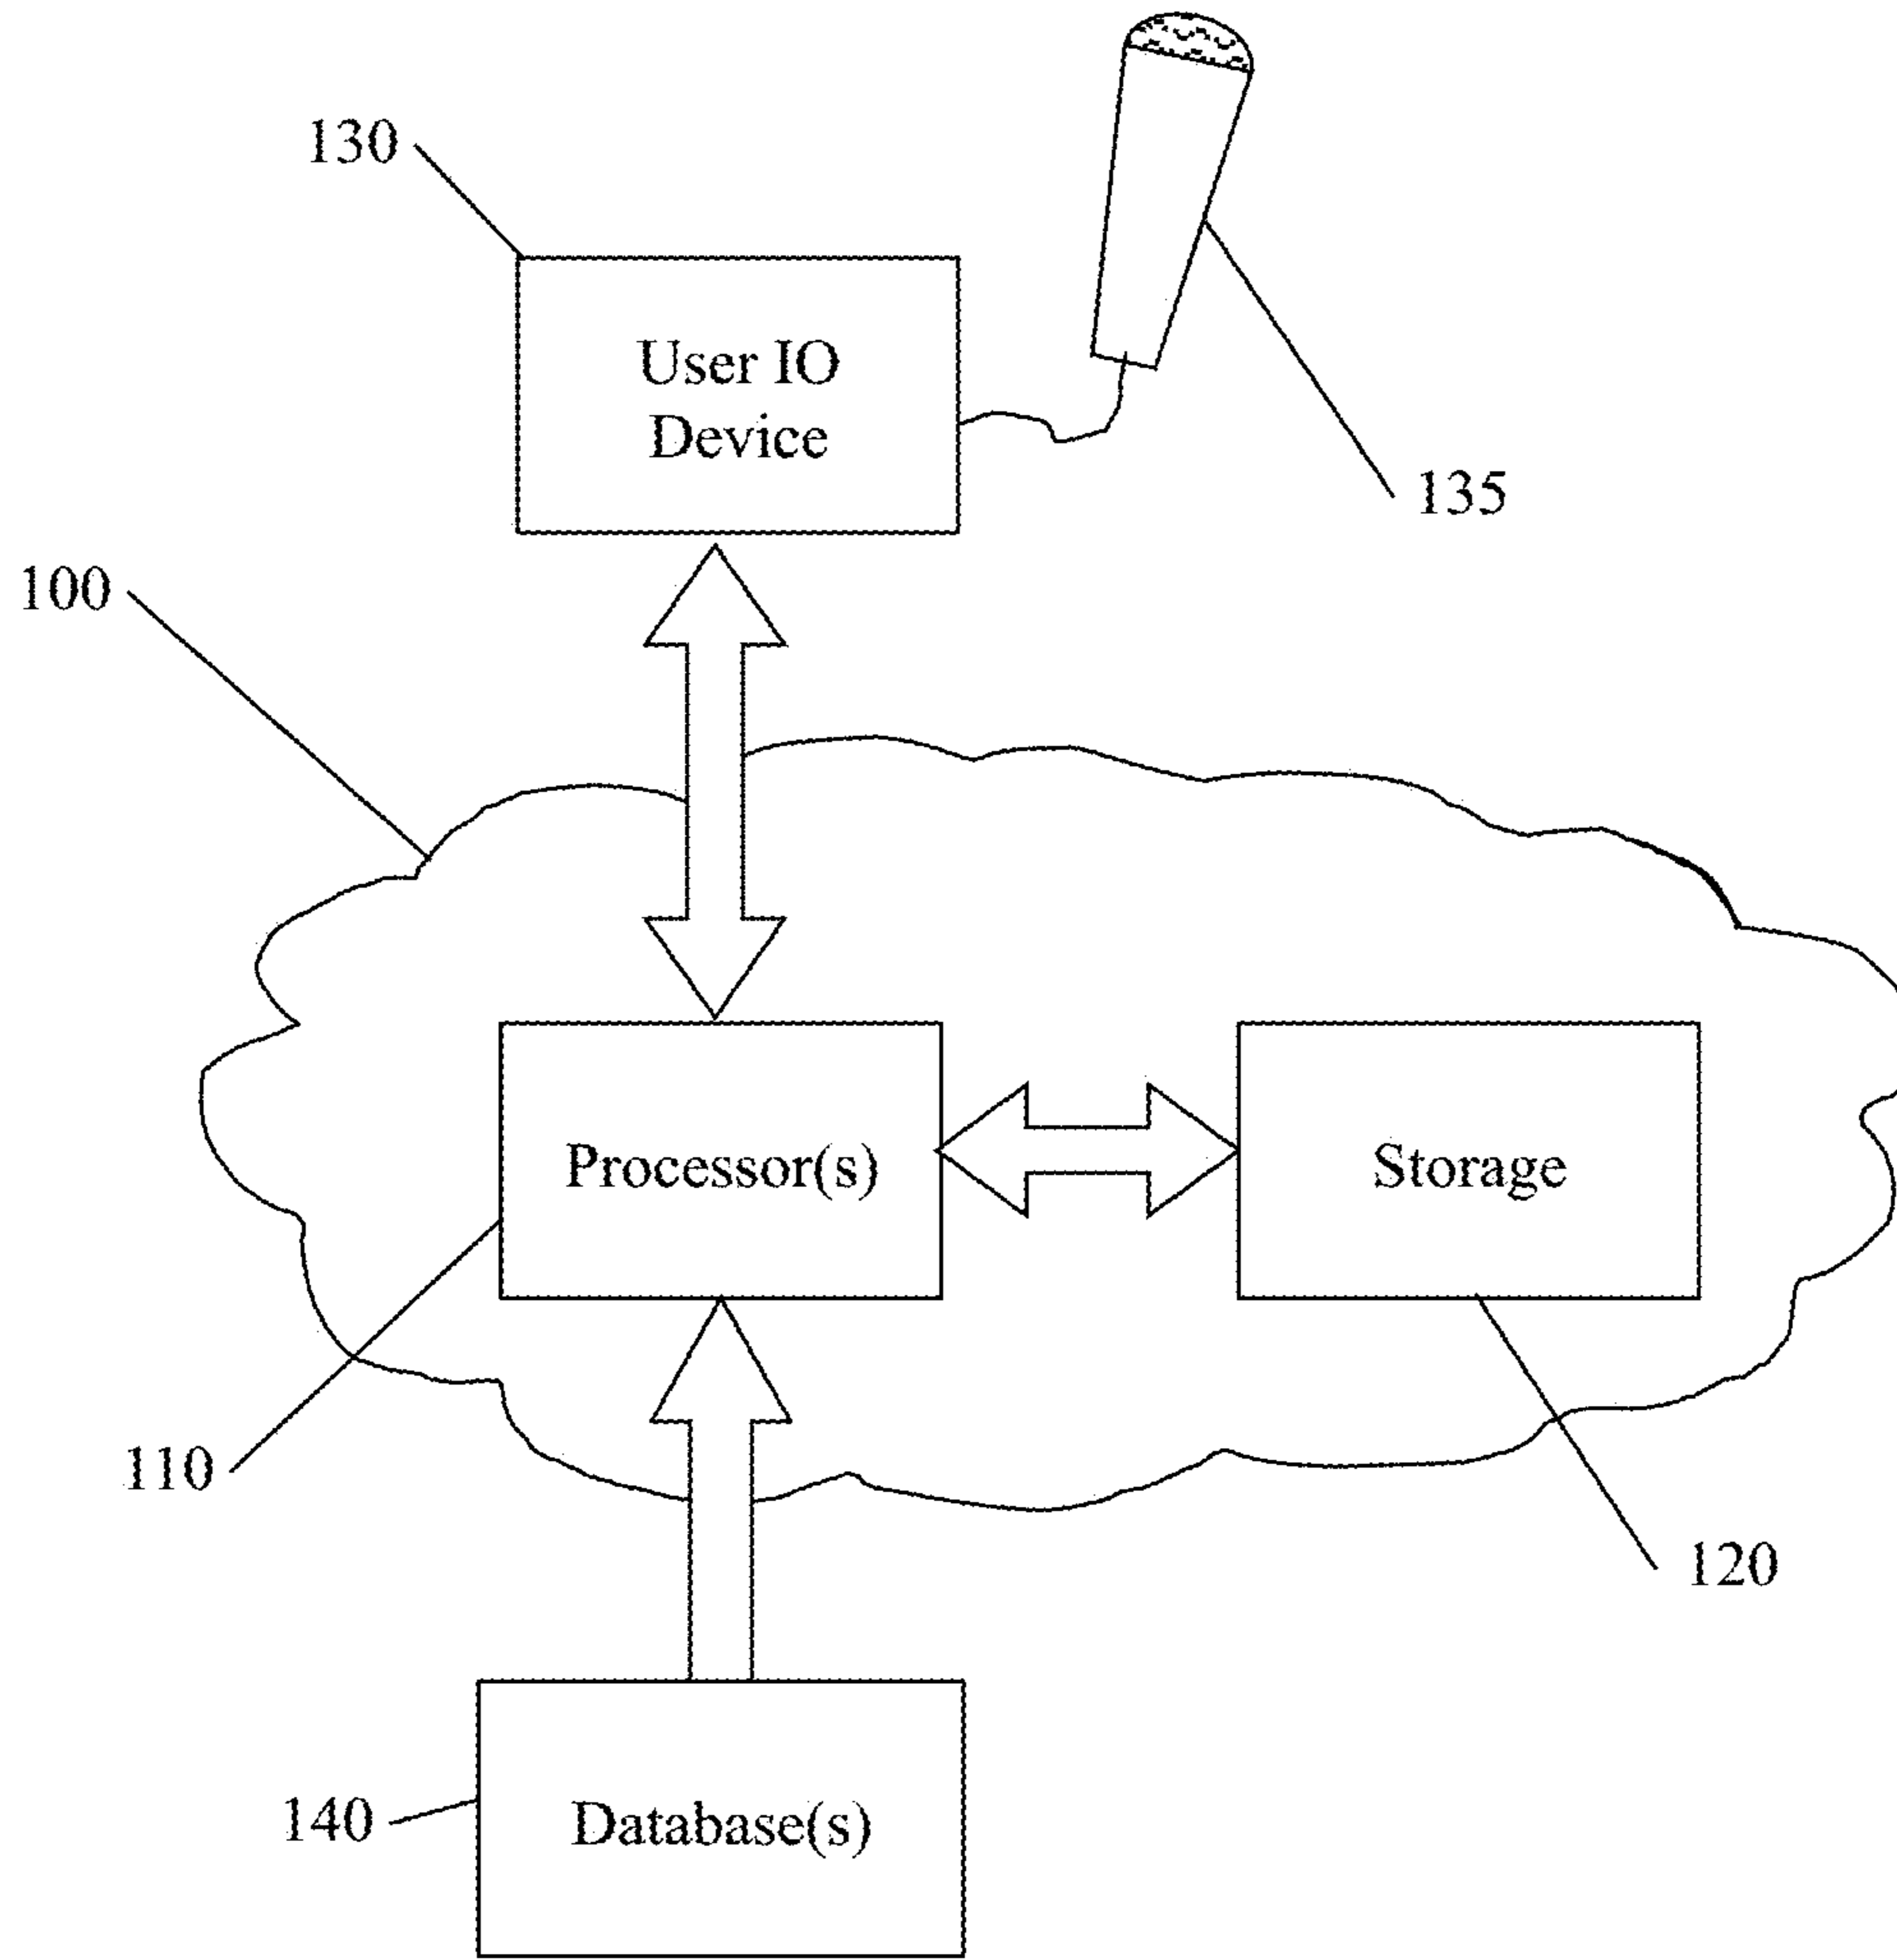 130
User IO
Device
135
100
Processor(s)
Storage
110
120
140
Database(s)